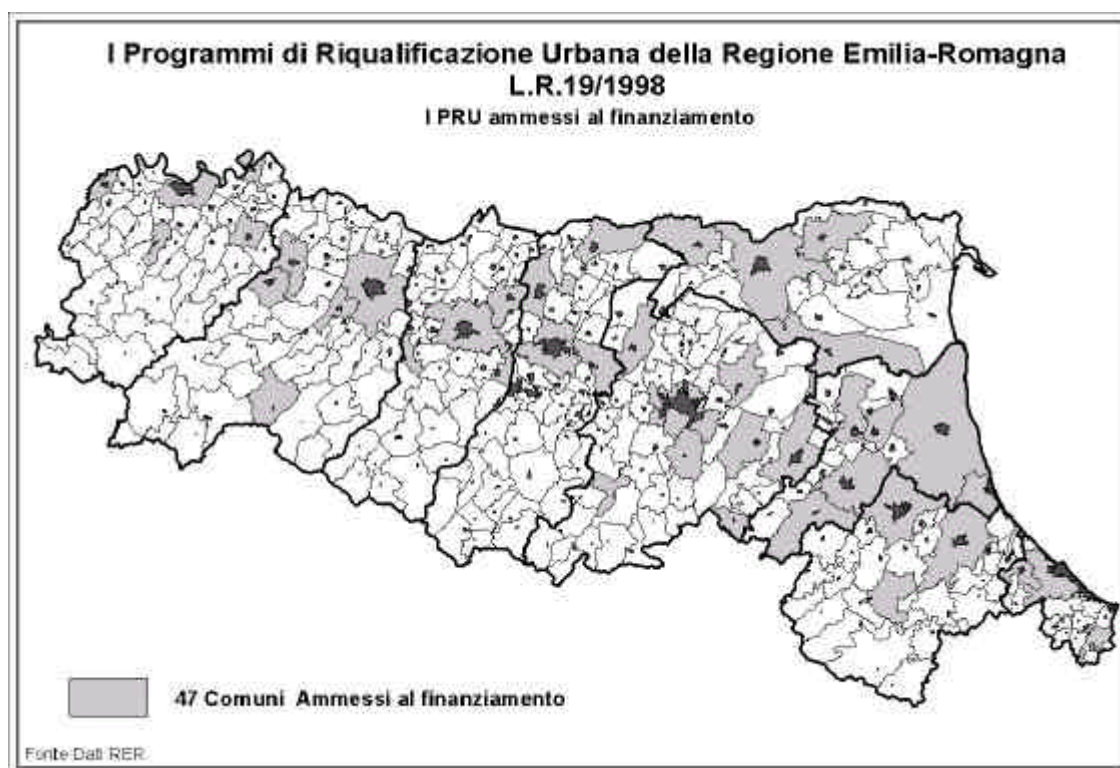 I Programmi di Riqualificazione Urbana della Regione Emilia-Romagna
L.R.19/1998
I PRU ammessi al finanziamento
47 Comuni Ammessi al finanziamento
Fonte Dati RER